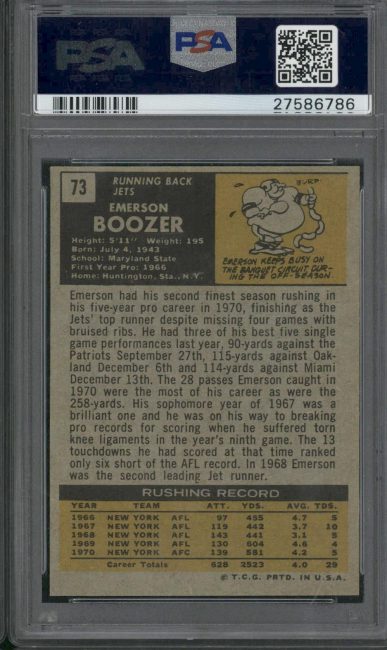 PSA
PSA
27586786
73
RUNNING BACK
JETS
EMERSON
BOOZER
Height: 5'11" Weight: 195
Born: July 4, 1943
School: Maryland State
First Year Pro: 1966
Home: Huntington, Sta., N.Y.
BURP
EMERSON KEEPS BUSY ON
THE BANQUET CIRCUIT DUR-
ING THE OFF-SEASON.
Emerson had his second finest season rushing in
his five-year pro career in 1970, finishing as the
Jets' top runner despite missing four games with
bruised ribs. He had three of his best five single
game performances last year, 90-yards against the
Patriots September 27th, 115-yards against Oak-
land December 6th and 114-yards against Miami
December 13th. The 28 passes Emerson caught in
1970 were the most of his career as were the
258-yards. His sophomore year of 1967 was a
brilliant one and he was on his way to breaking
pro records for scoring when he suffered torn
knee ligaments in the year's ninth game. The 13
touchdowns he had scored at that time ranked
only six short of the AFL record. In 1968 Emerson
was the second leading Jet runner.
RUSHING RECORD
YEAR TEAM ATT. YDS. AVG. TDS.
1966 NEW YORK AFL 97 455 4.7 5
1967 NEW YORK AFL 119 442 3.7 10
1968 NEW YORK AFL 143 441 3.1 5
1969 NEW YORK AFL 130 604 4.6 4
1970 NEW YORK AFC 139 581 4.2 5
Career Totals 628 2523 4.0 29
© T.C.G. PRTD. IN U.S.A.